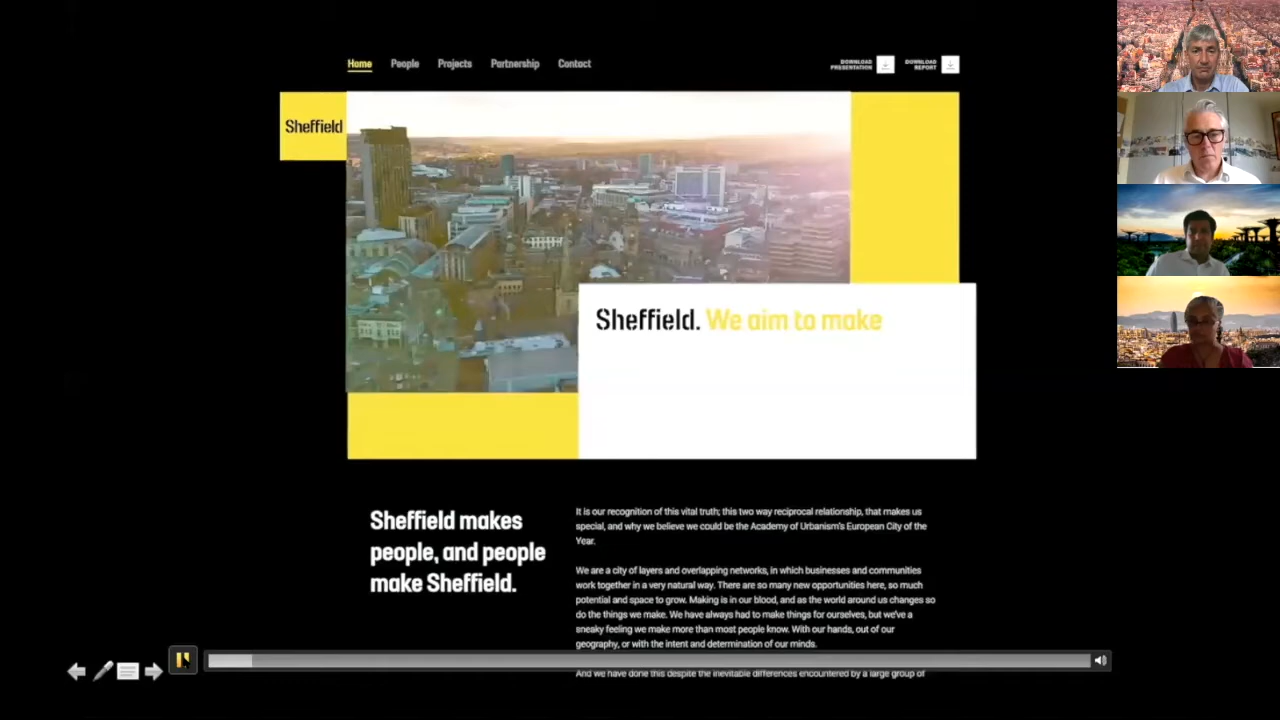 Home People Projects Partnership Contact
DOWNLOAD
PRESENTATION
DOWNLOAD
REPORT
Sheffield
Sheffield. We aim to make
Sheffield makes
people, and people
make Sheffield.
It is our recognition of this vital truth; this two way reciprocal relationship, that makes us
special, and why we believe we could be the Academy of Urbanism's European City of the
Year.
We are a city of layers and overlapping networks, in which businesses and communities
work together in a very natural way. There are so many new opportunities here, so much
potential and space to grow. Making is in our blood, and as the world around us changes so
do the things we make. We have always had to make things for ourselves, but we've a
sneaky feeling we make more than most people know. With our hands, out of our
geography, or with the intent and determination of our minds.
And we have done this despite the inevitable differences encountered by a large group of